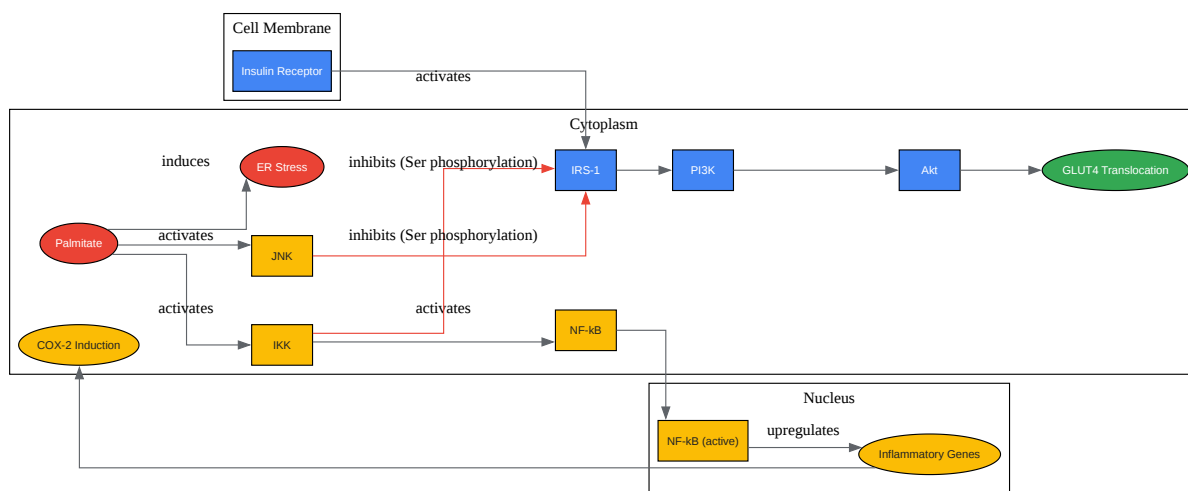 Cell Membrane
Insulin Receptor
activates
Cytoplasm
induces
ER Stress
inhibits (Ser phosphorylation)
IRS-1
PI3K
Akt
GLUT4 Translocation
Palmitate
activates
JNK
inhibits (Ser phosphorylation)
activates
activates
COX-2 Induction
IKK
NF-kB
Nucleus
NF-kB (active)
upregulates
Inflammatory Genes